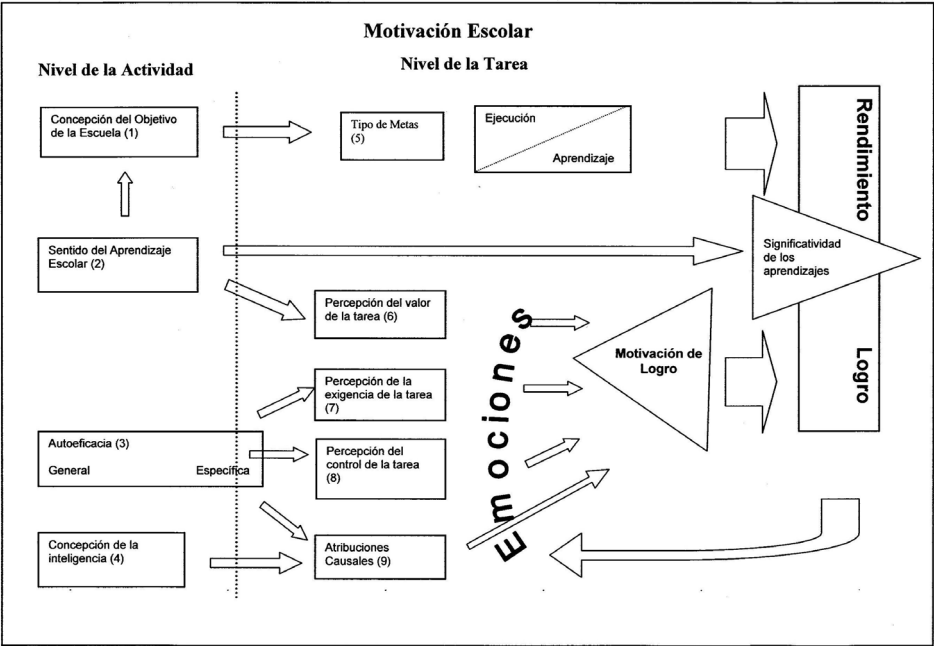 Motivación Escolar
Nivel de la Actividad
Nivel de la Tarea
Concepción del Objetivo
de la Escuela (1)
Tipo de Metas
(5)
Ejecución
Aprendizaje
Rendimiento
Sentido del Aprendizaje
Escolar (2)
Significatividad
de los
aprendizajes
Percepción del valor
de la tarea (6)
Emociones
Motivación de
Logro
Logro
Percepción de la
exigencia de la tarea
(7)
Autoeficacia (3)
General
Específica
Percepción del
control de la tarea
(8)
Concepción de la
inteligencia (4)
Atribuciones
Causales (9)